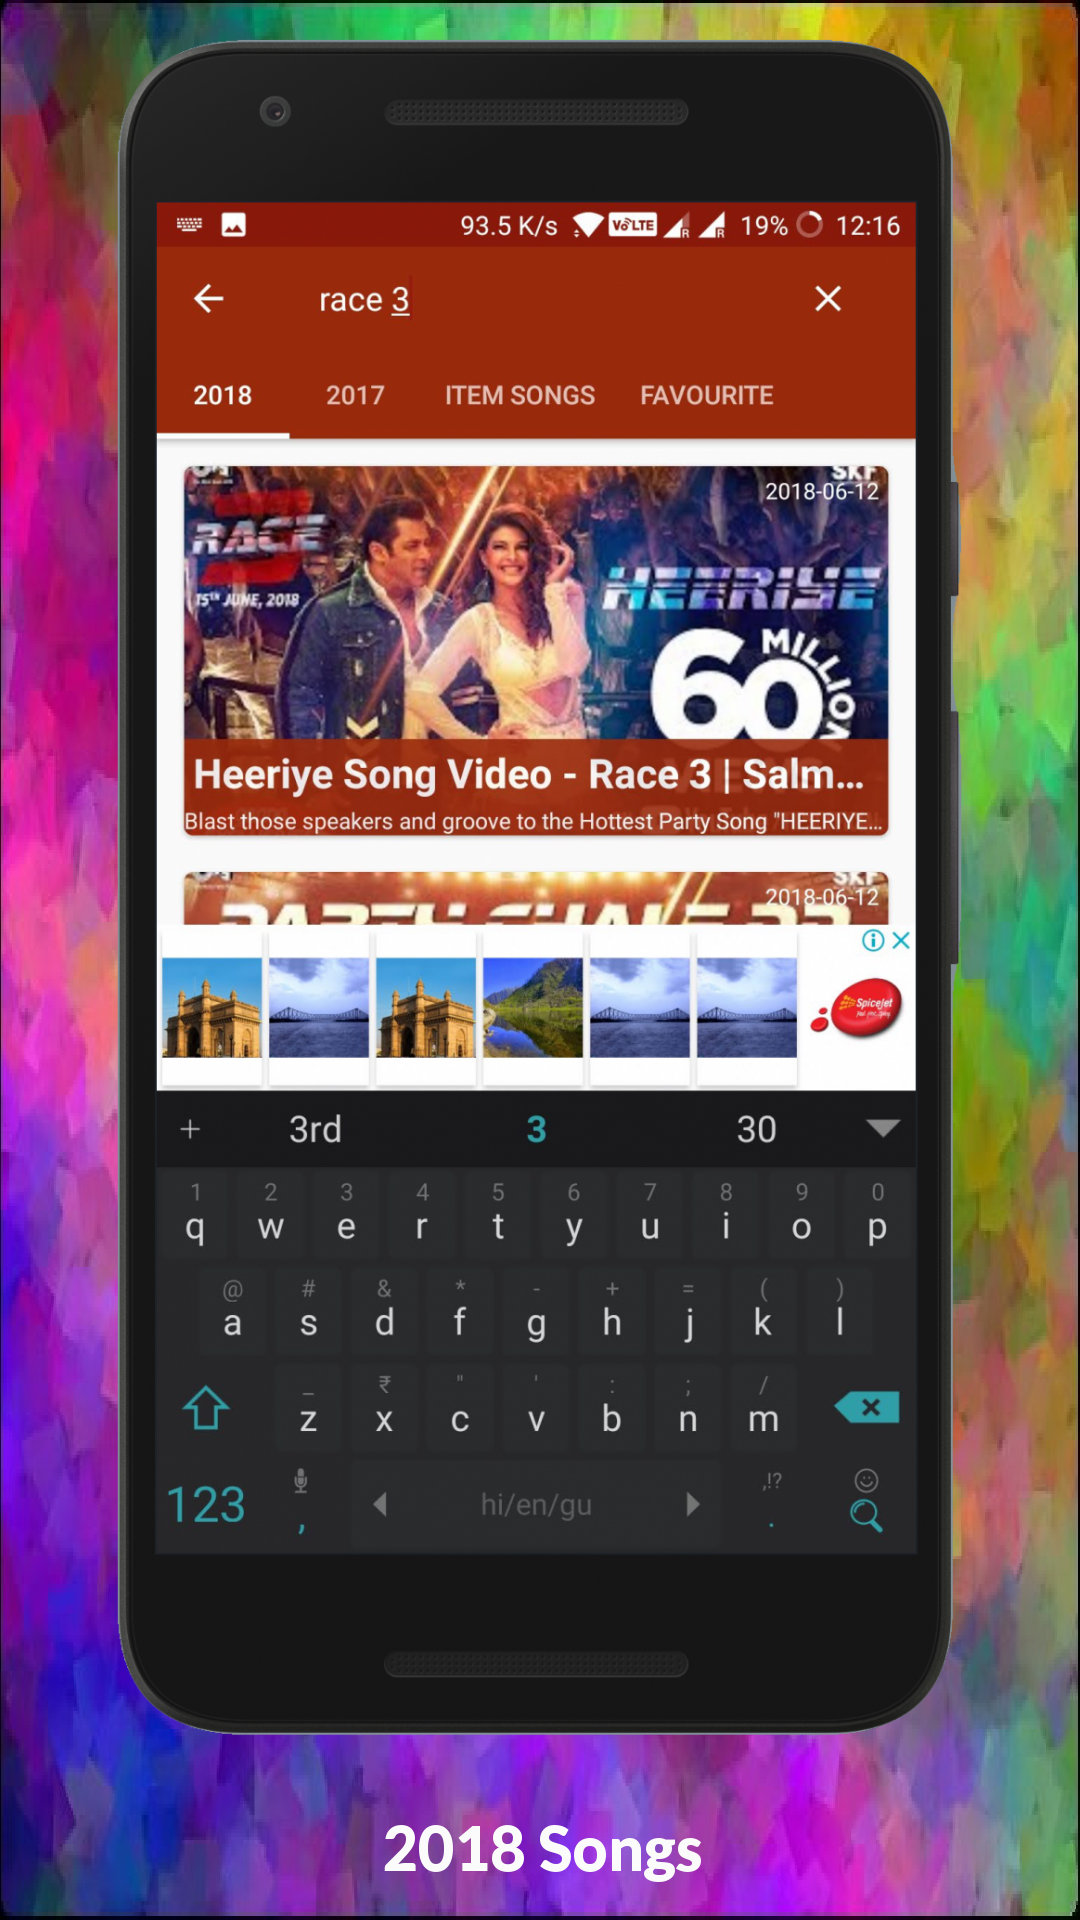 93.5 K/s VoLTE R R 19% 12:16
race 3
2018 2017 ITEM SONGS FAVOURITE
SKF
2018-06-12
RACE
3
15TH JUNE, 2018
HEERIYE
60 MILLION
Heeriye Song Video - Race 3 | Salm...
Blast those speakers and groove to the Hottest Party Song "HEERIYE...
SKF
2018-06-12
SpiceJet
+ 3rd 3 30
1 2 3 4 5 6 7 8 9 0
q w e r t y u i o p
@ # & * - + = ( )
a s d f g h j k l
_ ₹ " ' : ; /
z x c v b n m
,!?
123 , hi/en/gu .
2018 Songs